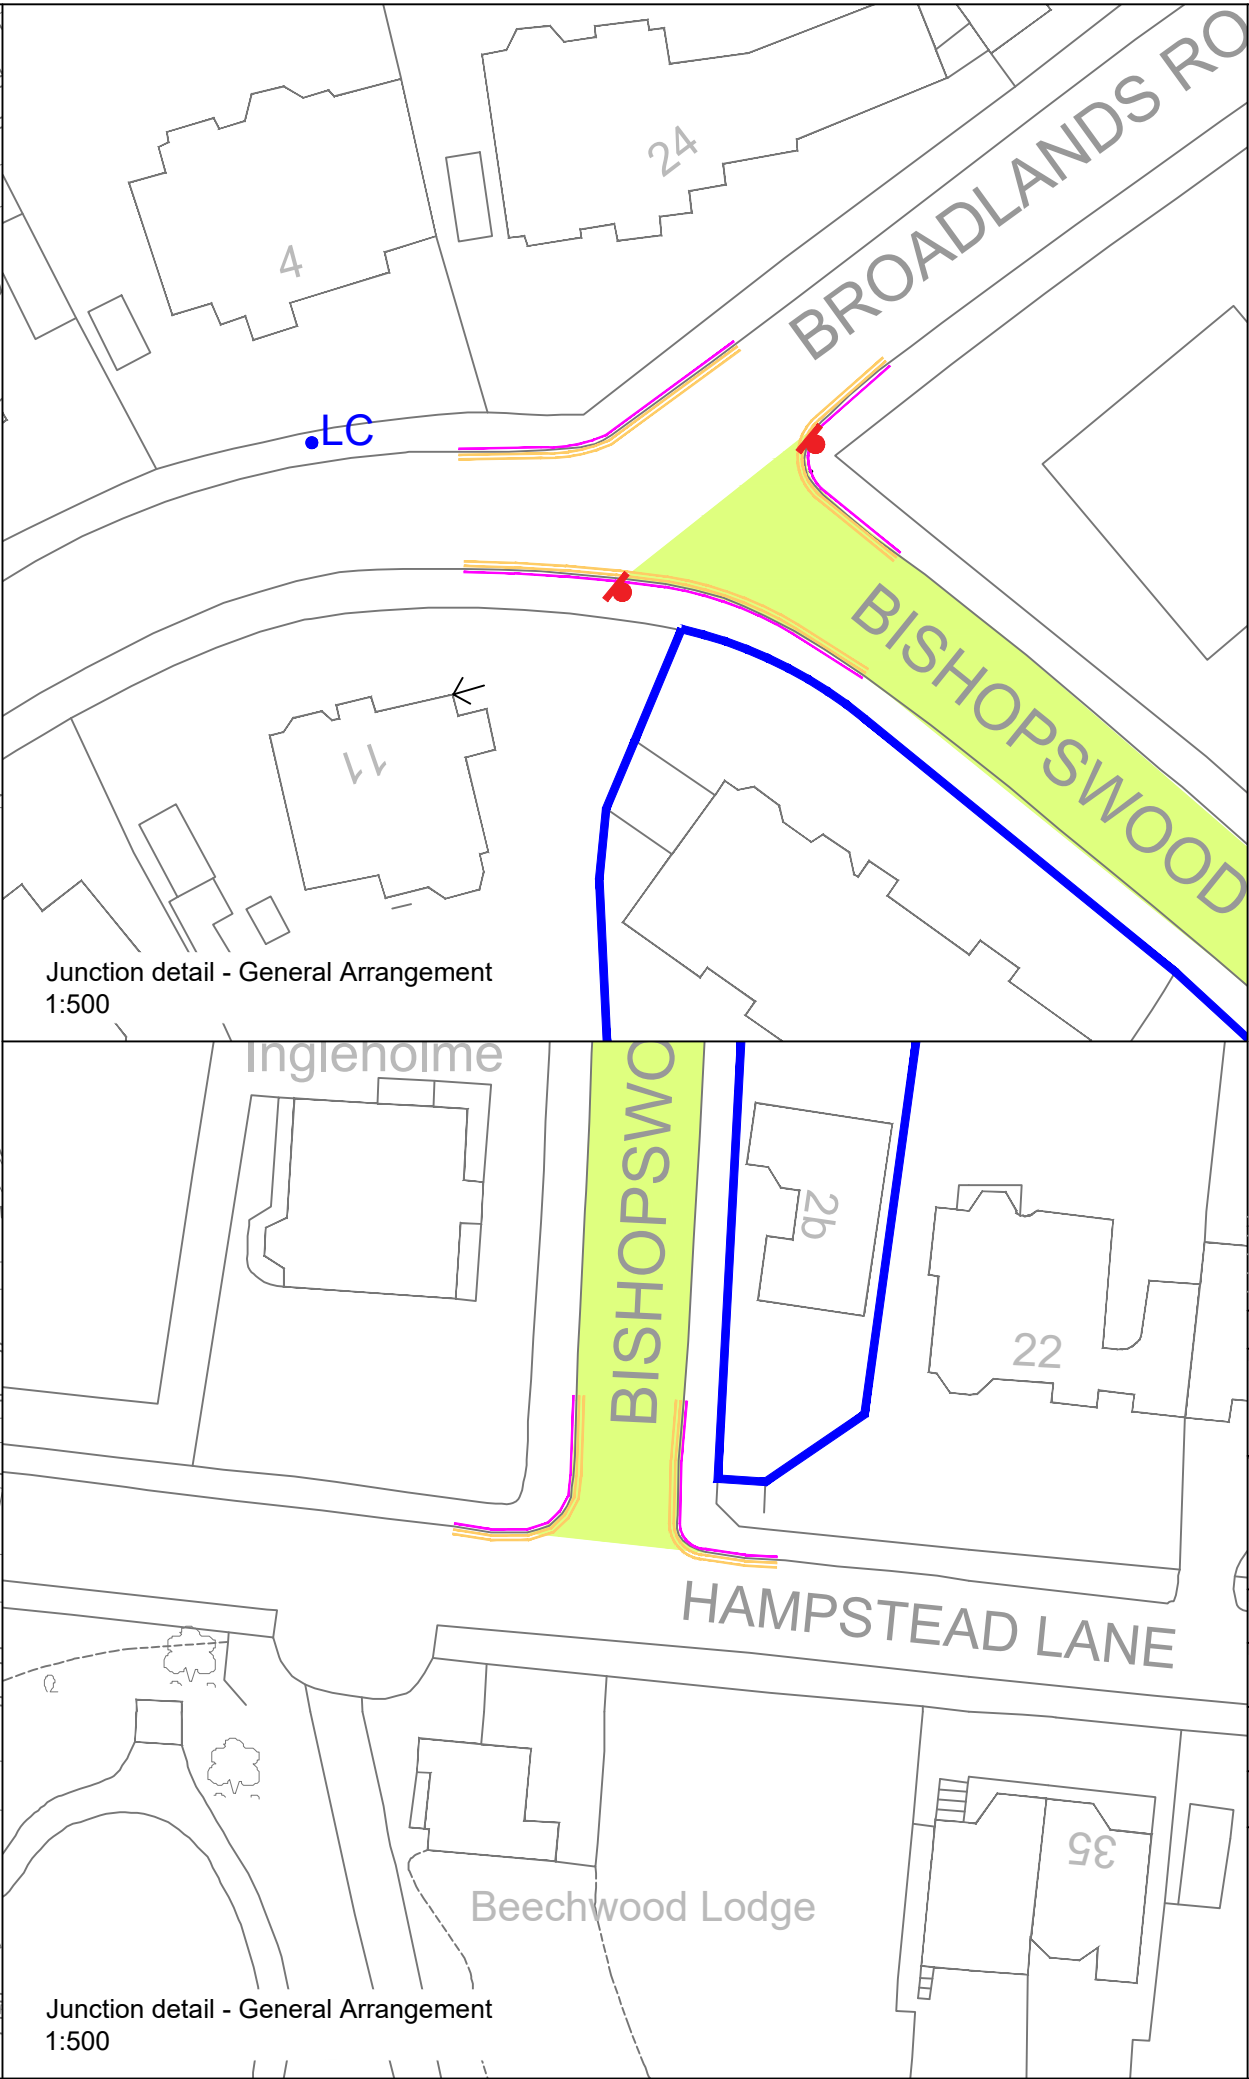 24
BROADLANDS RO
4
LC
BISHOPSWOOD
11
Junction detail - General Arrangement
1:500
Ingleholme
BISHOPSWO
2b
22
HAMPSTEAD LANE
35
Beechwood Lodge
Junction detail - General Arrangement
1:500